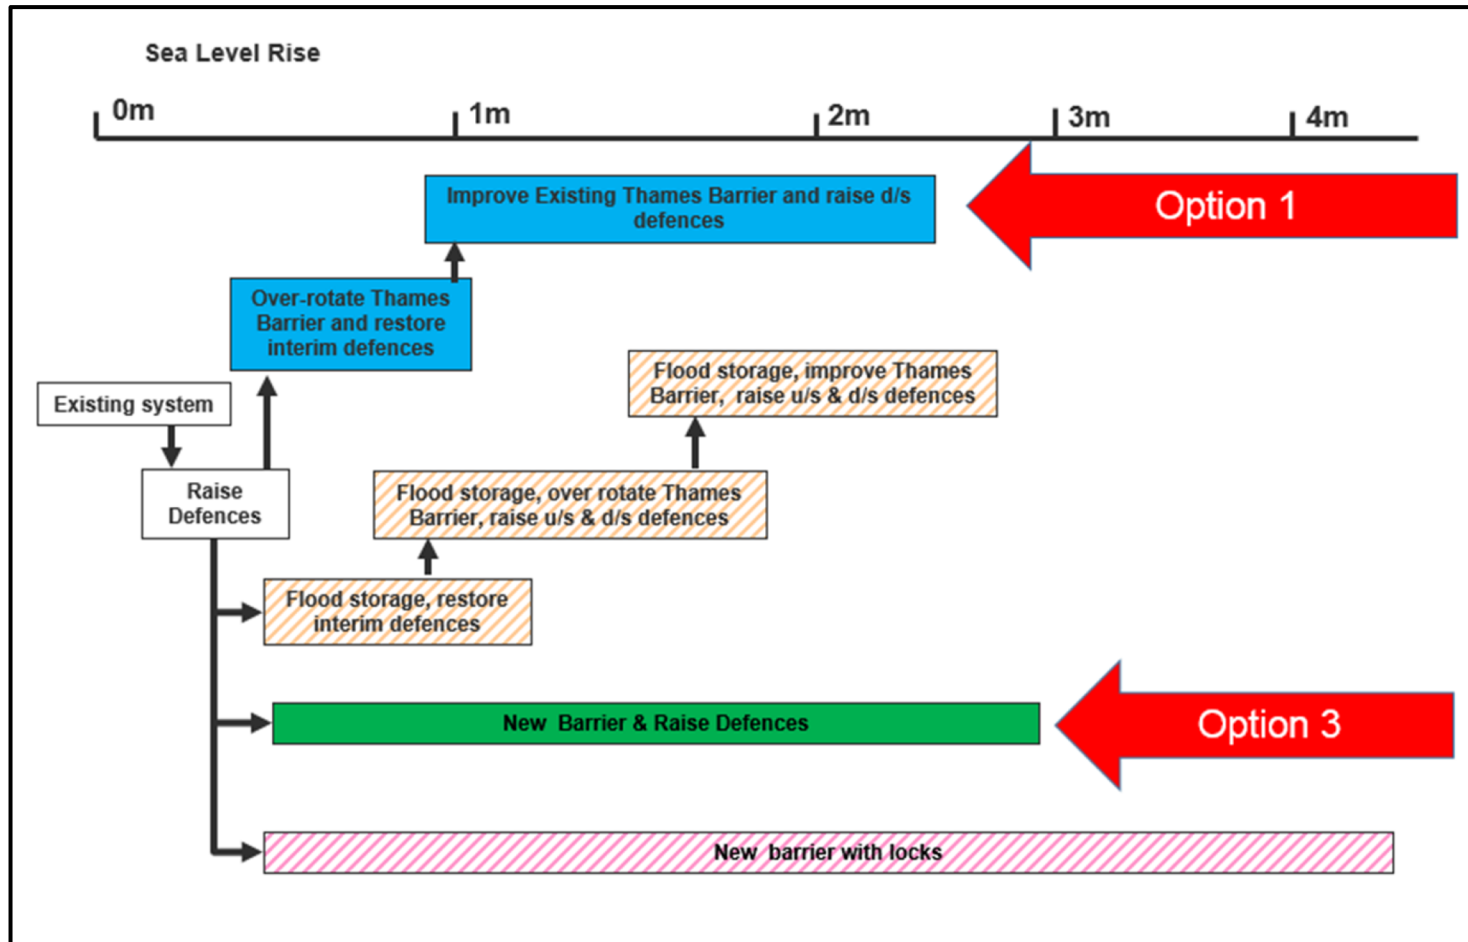 Sea Level Rise
0m
1m
2m
3m
4m
Improve Existing Thames Barrier and raise d/s
defences
Option 1
Over-rotate Thames
Barrier and restore
interim defences
Flood storage, improve Thames
Barrier, raise u/s & d/s defences
Existing system
Raise
Defences
Flood storage, over rotate Thames
Barrier, raise u/s & d/s defences
Flood storage, restore
interim defences
New Barrier & Raise Defences
Option 3
New barrier with locks